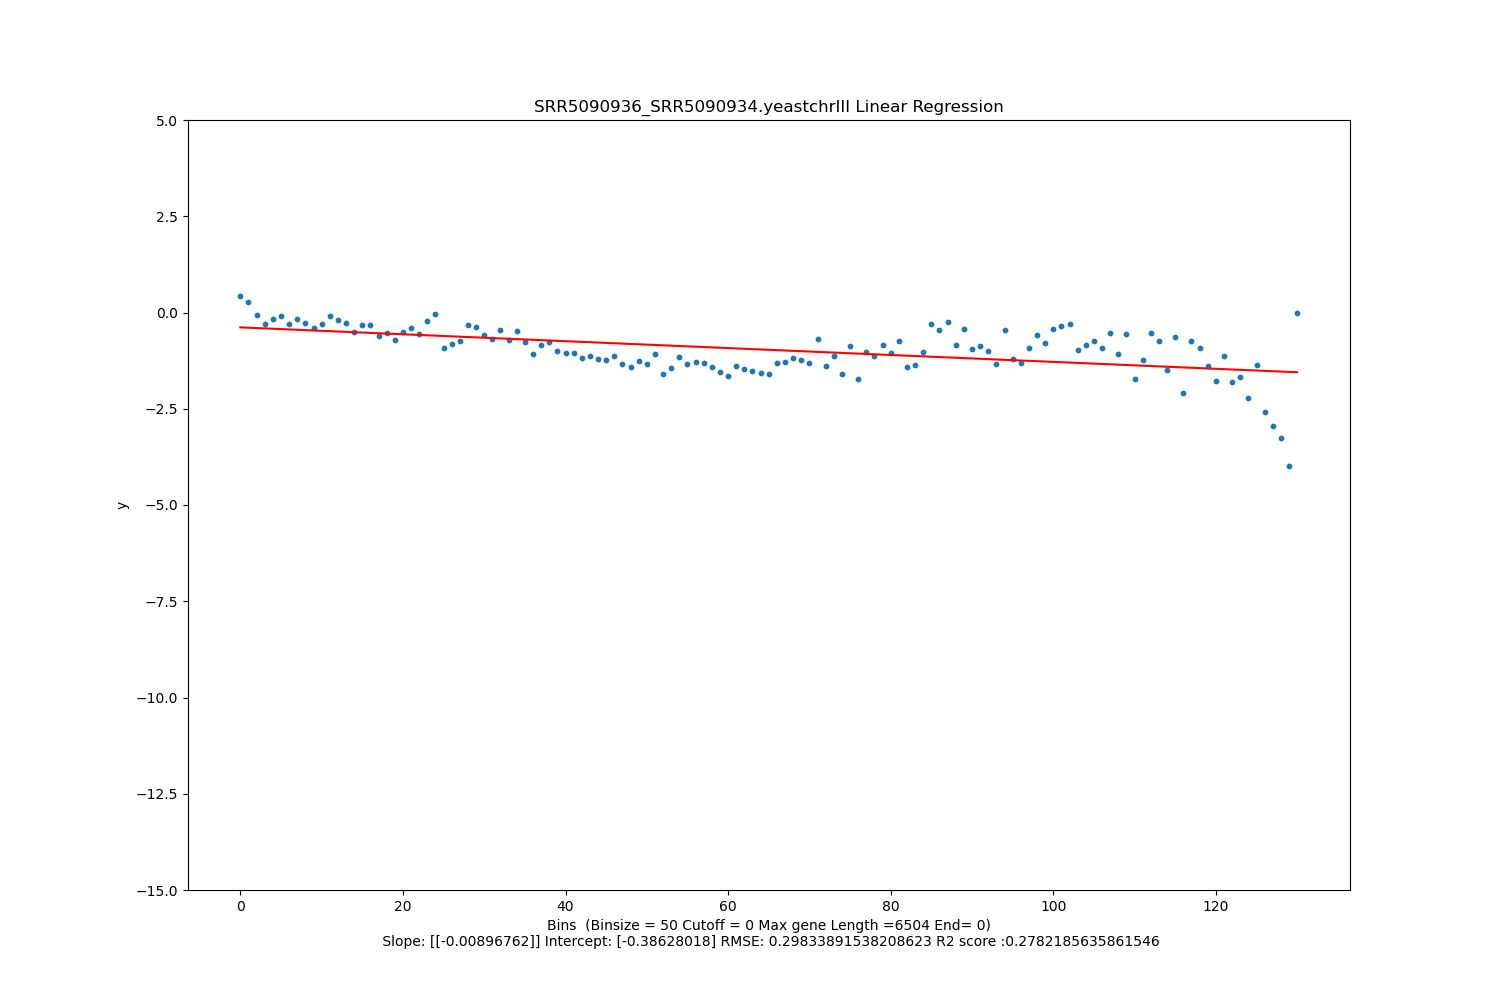 SRR5090936_SRR5090934.yeastchrIII Linear Regression
5.0
2.5
0.0
−2.5
−5.0
−7.5
−10.0
−12.5
−15.0
y
0 20 40 60 80 100 120
Bins  (Binsize = 50 Cutoff = 0 Max gene Length =6504 End= 0)
Slope: [[-0.00896762]] Intercept: [-0.38628018] RMSE: 0.29833891538208623 R2 score :0.2782185635861546